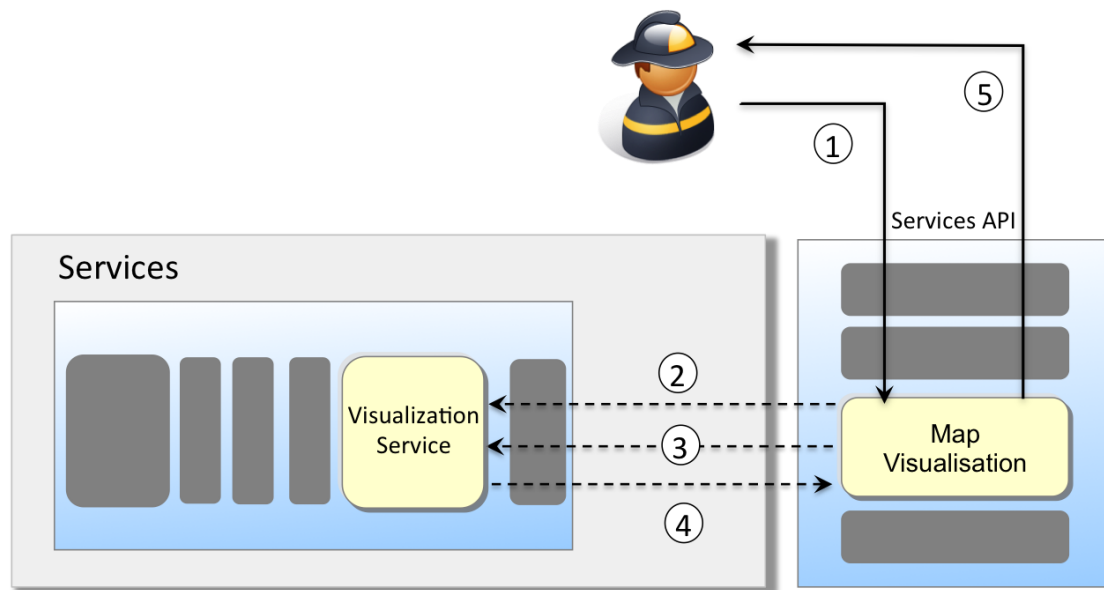 5
1
Services API
Services
2
Visualization
Service
3
Map
Visualisation
4